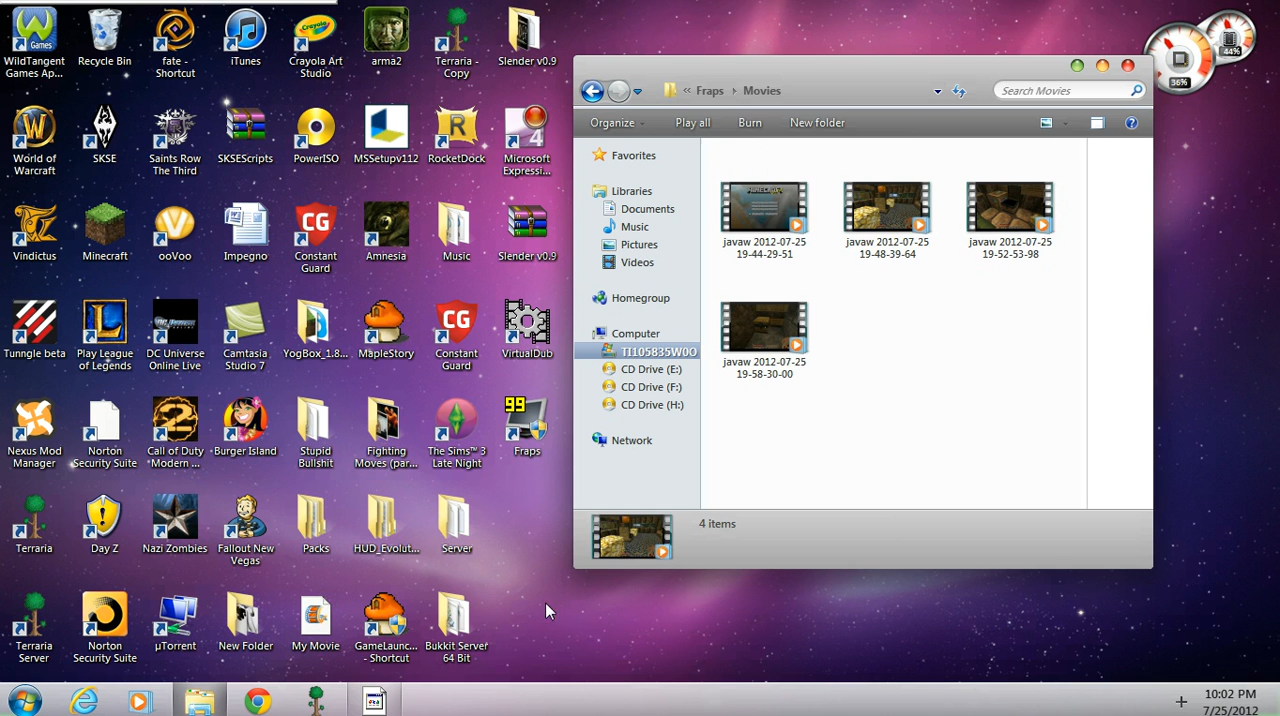 WildTangent
Games Ap...
Recycle Bin
fate -
Shortcut
iTunes
Crayola Art
Studio
arma2
Terraria -
Copy
Slender v0.9
World of
Warcraft
SKSE
Saints Row
The Third
SKSEScripts
PowerISO
MSSetupv112
RocketDock
Microsoft
Expressi...
Vindictus
Minecraft
ooVoo
Impegno
Constant
Guard
Amnesia
Music
Slender v0.9
Tunngle beta
Play League
of Legends
DC Universe
Online Live
Camtasia
Studio 7
YogBox_1.8...
MapleStory
Constant
Guard
VirtualDub
Nexus Mod
Manager
Norton
Security Suite
Call of Duty
Modern ...
Burger Island
Stupid
Bullshit
Fighting
Moves (par...
The Sims™ 3
Late Night
99
Fraps
Terraria
Day Z
Nazi Zombies
Fallout New
Vegas
Packs
HUD_Evolut...
Server
Terraria
Server
Norton
Security Suite
µTorrent
New Folder
My Movie
GameLaunc...
- Shortcut
Bukkit Server
64 Bit
« Fraps
Movies
Search Movies
Organize
Play all
Burn
New folder
Favorites
Libraries
Documents
Music
Pictures
Videos
Homegroup
Computer
TI105835W0O
CD Drive (E:)
CD Drive (F:)
CD Drive (H:)
Network
javaw 2012-07-25
19-44-29-51
javaw 2012-07-25
19-48-39-64
javaw 2012-07-25
19-52-53-98
javaw 2012-07-25
19-58-30-00
4 items
36%
44%
10:02 PM
7/25/2012